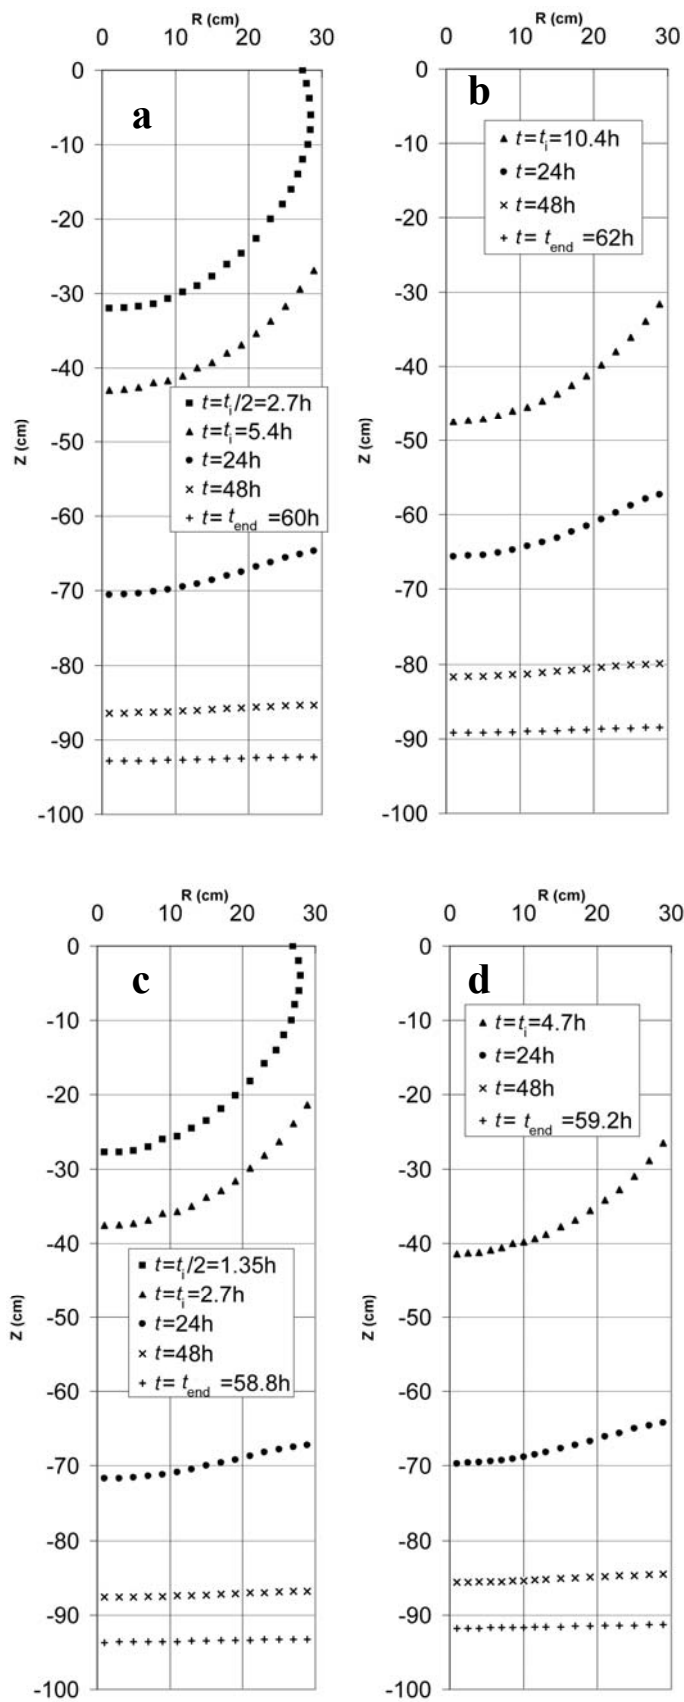 R (cm)
0 10 20 30
0
-10
-20
-30
-40
-50
-60
-70
-80
-90
-100
Z (cm)
a
t=ti/2=2.7h
t=ti=5.4h
t=24h
t=48h
t= tend =60h
R (cm)
0 10 20 30
0
-10
-20
-30
-40
-50
-60
-70
-80
-90
-100
Z (cm)
b
t=ti=10.4h
t=24h
t=48h
t= tend =62h
R (cm)
0 10 20 30
0
-10
-20
-30
-40
-50
-60
-70
-80
-90
-100
Z (cm)
c
t=ti/2=1.35h
t=ti=2.7h
t=24h
t=48h
t= tend =58.8h
R (cm)
0 10 20 30
0
-10
-20
-30
-40
-50
-60
-70
-80
-90
-100
Z (cm)
d
t=ti=4.7h
t=24h
t=48h
t= tend =59.2h